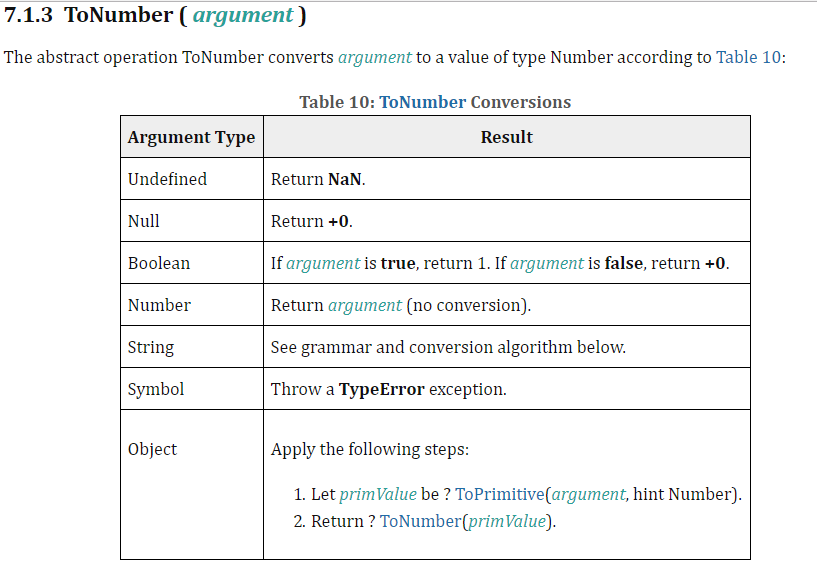 7.1.3 ToNumber ( argument )
The abstract operation ToNumber converts argument to a value of type Number according to Table 10:
Table 10: ToNumber Conversions
Argument Type Result
Undefined Return NaN.
Null Return +0.
Boolean If argument is true, return 1. If argument is false, return +0.
Number Return argument (no conversion).
String See grammar and conversion algorithm below.
Symbol Throw a TypeError exception.
Object Apply the following steps:
1. Let primValue be ? ToPrimitive(argument, hint Number).
2. Return ? ToNumber(primValue).